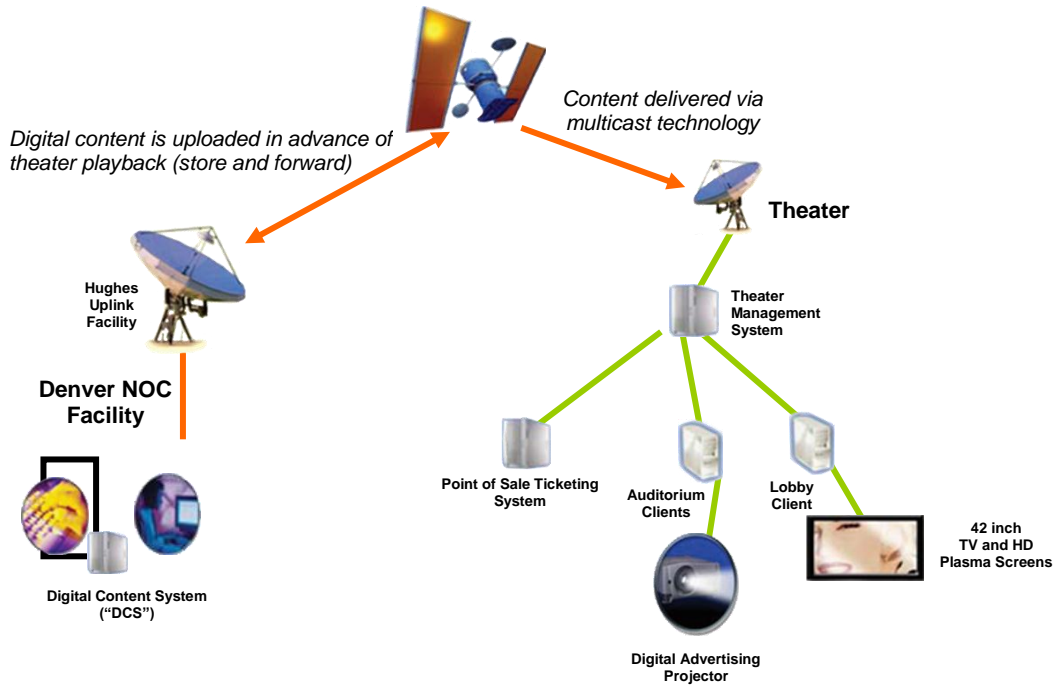 Content delivered via
multicast technology
Digital content is uploaded in advance of
theater playback (store and forward)
Theater
Hughes
Uplink
Facility
Theater
Management
System
Denver NOC
Facility
Point of Sale Ticketing
System
Auditorium
Clients
Lobby
Client
42 inch
TV and HD
Plasma Screens
Digital Content System
(“DCS”)
Digital Advertising
Projector